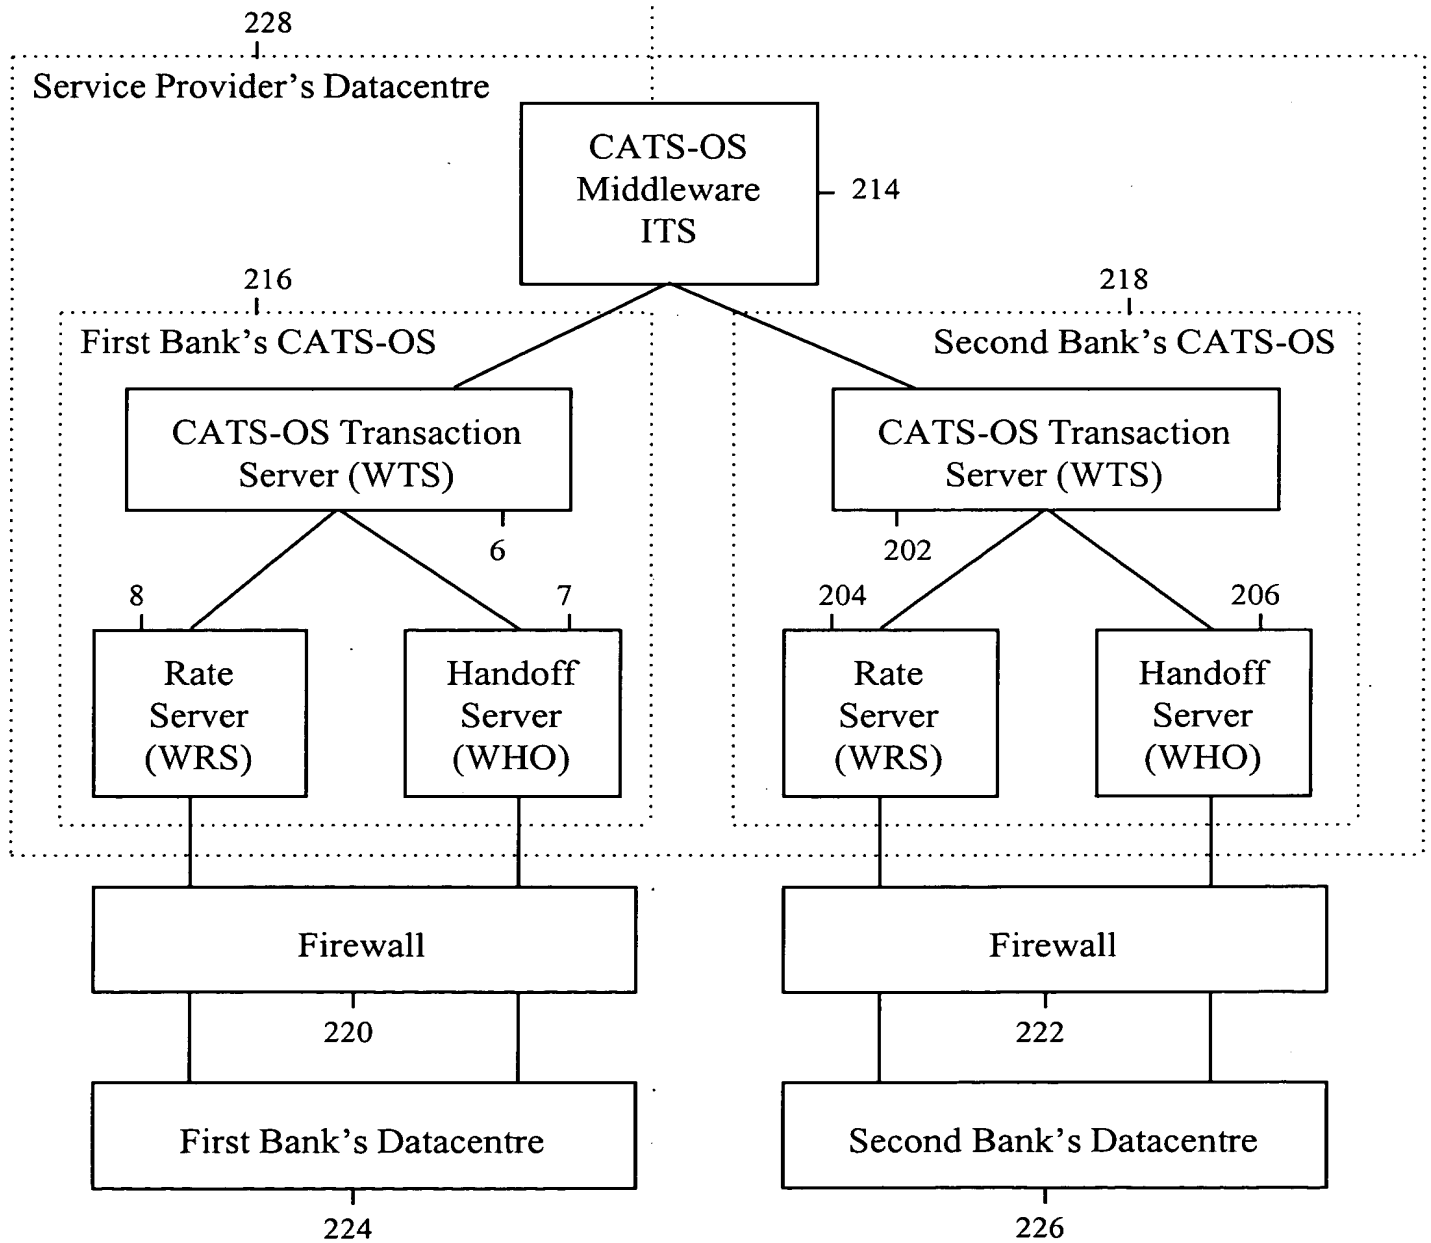 228
Service Provider's Datacentre
CATS-OS
Middleware
ITS
214
216
218
First Bank's CATS-OS
Second Bank's CATS-OS
CATS-OS Transaction
Server (WTS)
CATS-OS Transaction
Server (WTS)
6
202
8
7
204
206
Rate
Server
(WRS)
Handoff
Server
(WHO)
Rate
Server
(WRS)
Handoff
Server
(WHO)
Firewall
Firewall
220
222
First Bank's Datacentre
Second Bank's Datacentre
224
226